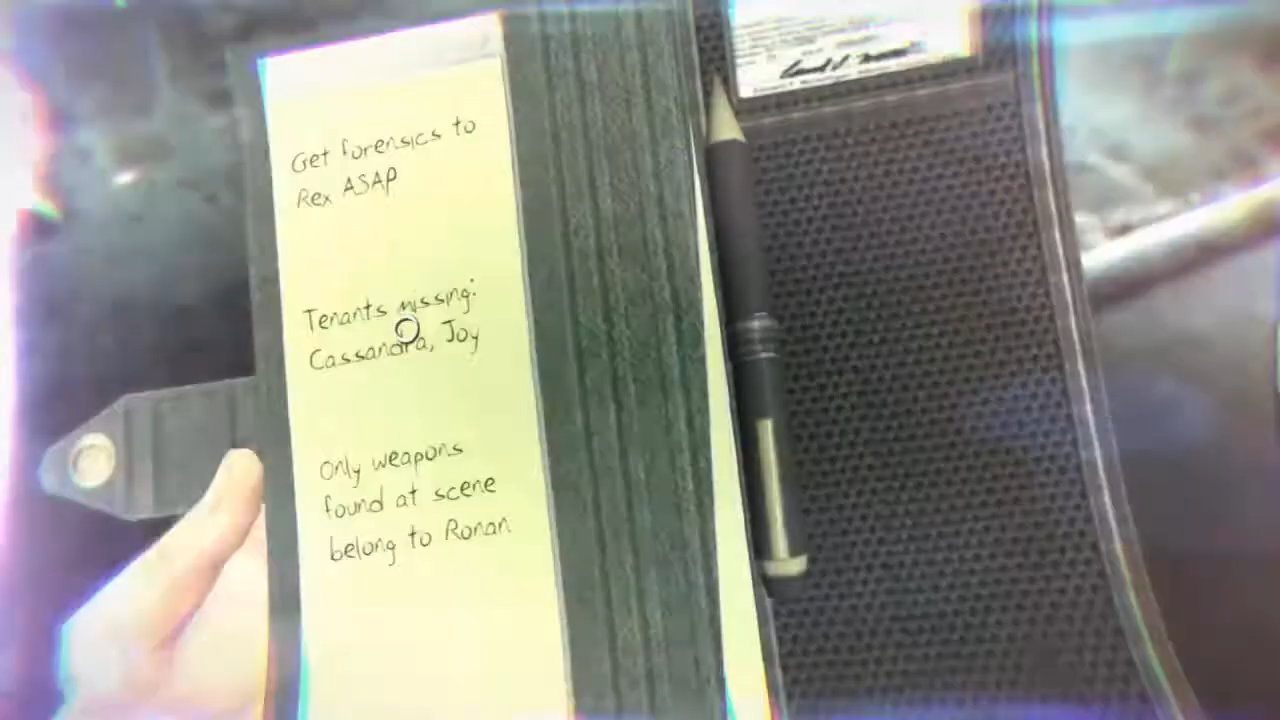 Get forensics to
Rex ASAP
Tenants missing:
Cassandra, Joy
Only weapons
found at scene
belong to Ronan